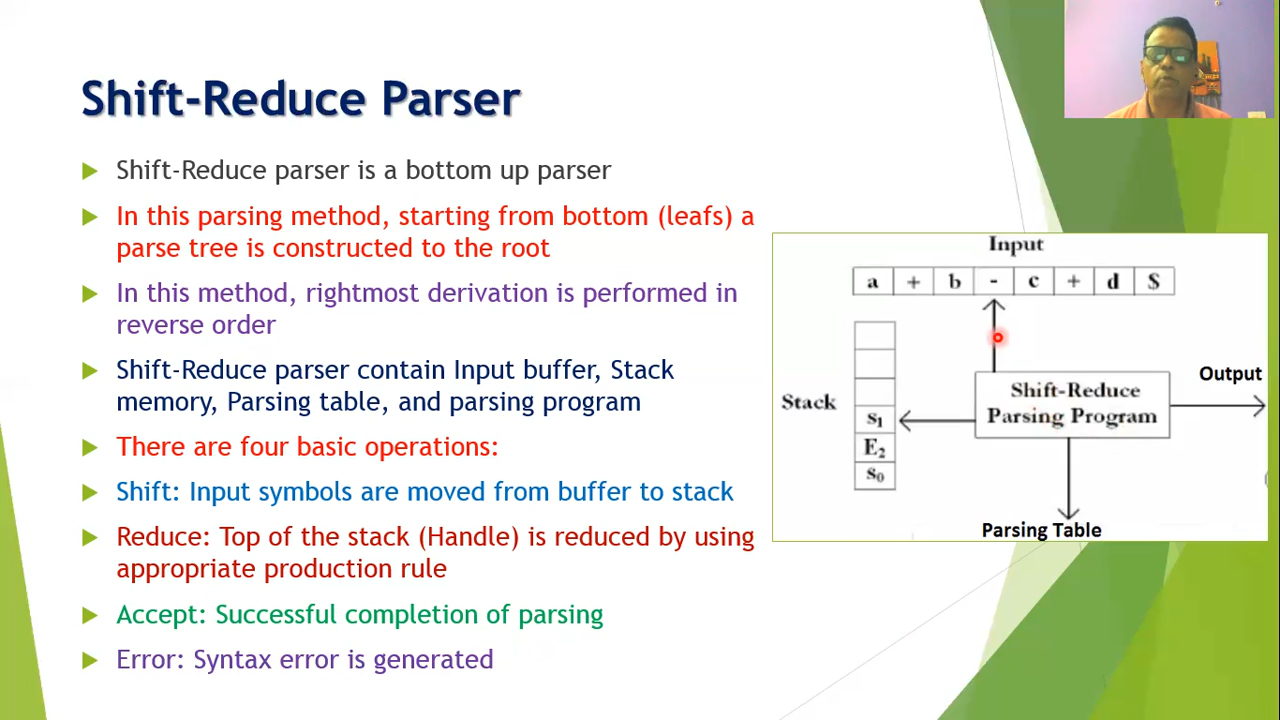 Shift-Reduce Parser
Shift-Reduce parser is a bottom up parser
In this parsing method, starting from bottom (leafs) a
parse tree is constructed to the root
In this method, rightmost derivation is performed in
reverse order
Shift-Reduce parser contain Input buffer, Stack
memory, Parsing table, and parsing program
There are four basic operations:
Shift: Input symbols are moved from buffer to stack
Reduce: Top of the stack (Handle) is reduced by using
appropriate production rule
Accept: Successful completion of parsing
Error: Syntax error is generated
Input
a + b - c + d S
Stack
S₁
E₂
S₀
Shift-Reduce
Parsing Program
Output
Parsing Table